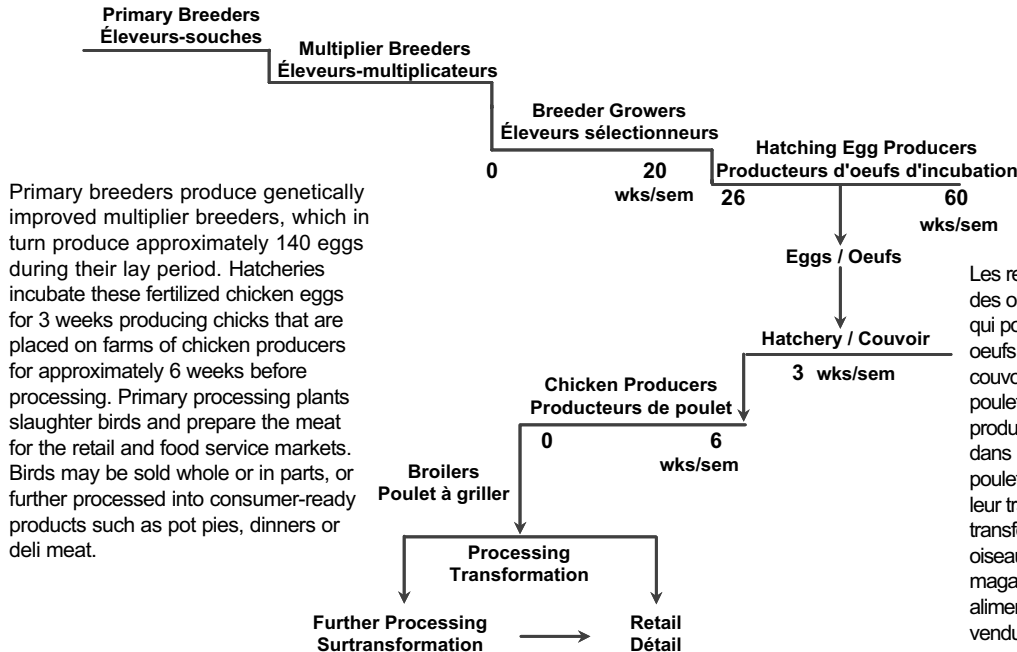 Primary Breeders
Éleveurs-souches
Multiplier Breeders
Éleveurs-multiplicateurs
Breeder Growers
Éleveurs sélectionneurs
0
20
wks/sem
Hatching Egg Producers
Producteurs d'oeufs d'incubation
26
60
wks/sem
Primary breeders produce genetically
improved multiplier breeders, which in
turn produce approximately 140 eggs
during their lay period. Hatcheries
incubate these fertilized chicken eggs
for 3 weeks producing chicks that are
placed on farms of chicken producers
for approximately 6 weeks before
processing. Primary processing plants
slaughter birds and prepare the meat
for the retail and food service markets.
Birds may be sold whole or in parts, or
further processed into consumer-ready
products such as pot pies, dinners or
deli meat.
Eggs / Oeufs
Hatchery / Couvoir
3 wks/sem
Chicken Producers
Producteurs de poulet
0
6
wks/sem
Broilers
Poulet à griller
Processing
Transformation
Further Processing
Surtransformation
Retail
Détail
Les re
des o
qui po
oeufs
couvo
poulet
produ
dans
poulet
leur tr
transf
oiseau
maga
alimer
vendu